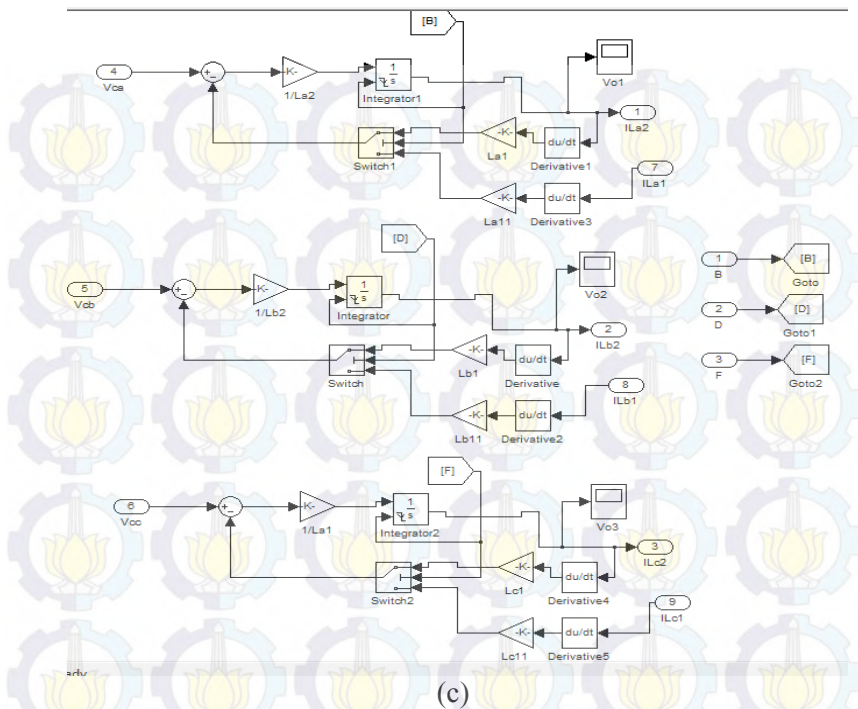 [B]
4
Vca
-K-
1/La2
1
s
Integrator1
Vo1
1
ILa2
Switch1
-K-
La1
du/dt
Derivative1
7
ILa1
-K-
La11
du/dt
Derivative3
[D]
5
Vcb
-K-
1/Lb2
1
s
Integrator
Vo2
2
ILb2
Switch
-K-
Lb1
du/dt
Derivative
8
ILb1
-K-
Lb11
du/dt
Derivative2
1
B
[B]
Goto
2
D
[D]
Goto1
3
F
[F]
Goto2
[F]
6
Vcc
-K-
1/La1
1
s
Integrator2
Vo3
3
ILc2
Switch2
-K-
Lc1
du/dt
Derivative4
9
ILc1
-K-
Lc11
du/dt
Derivative5
(c)